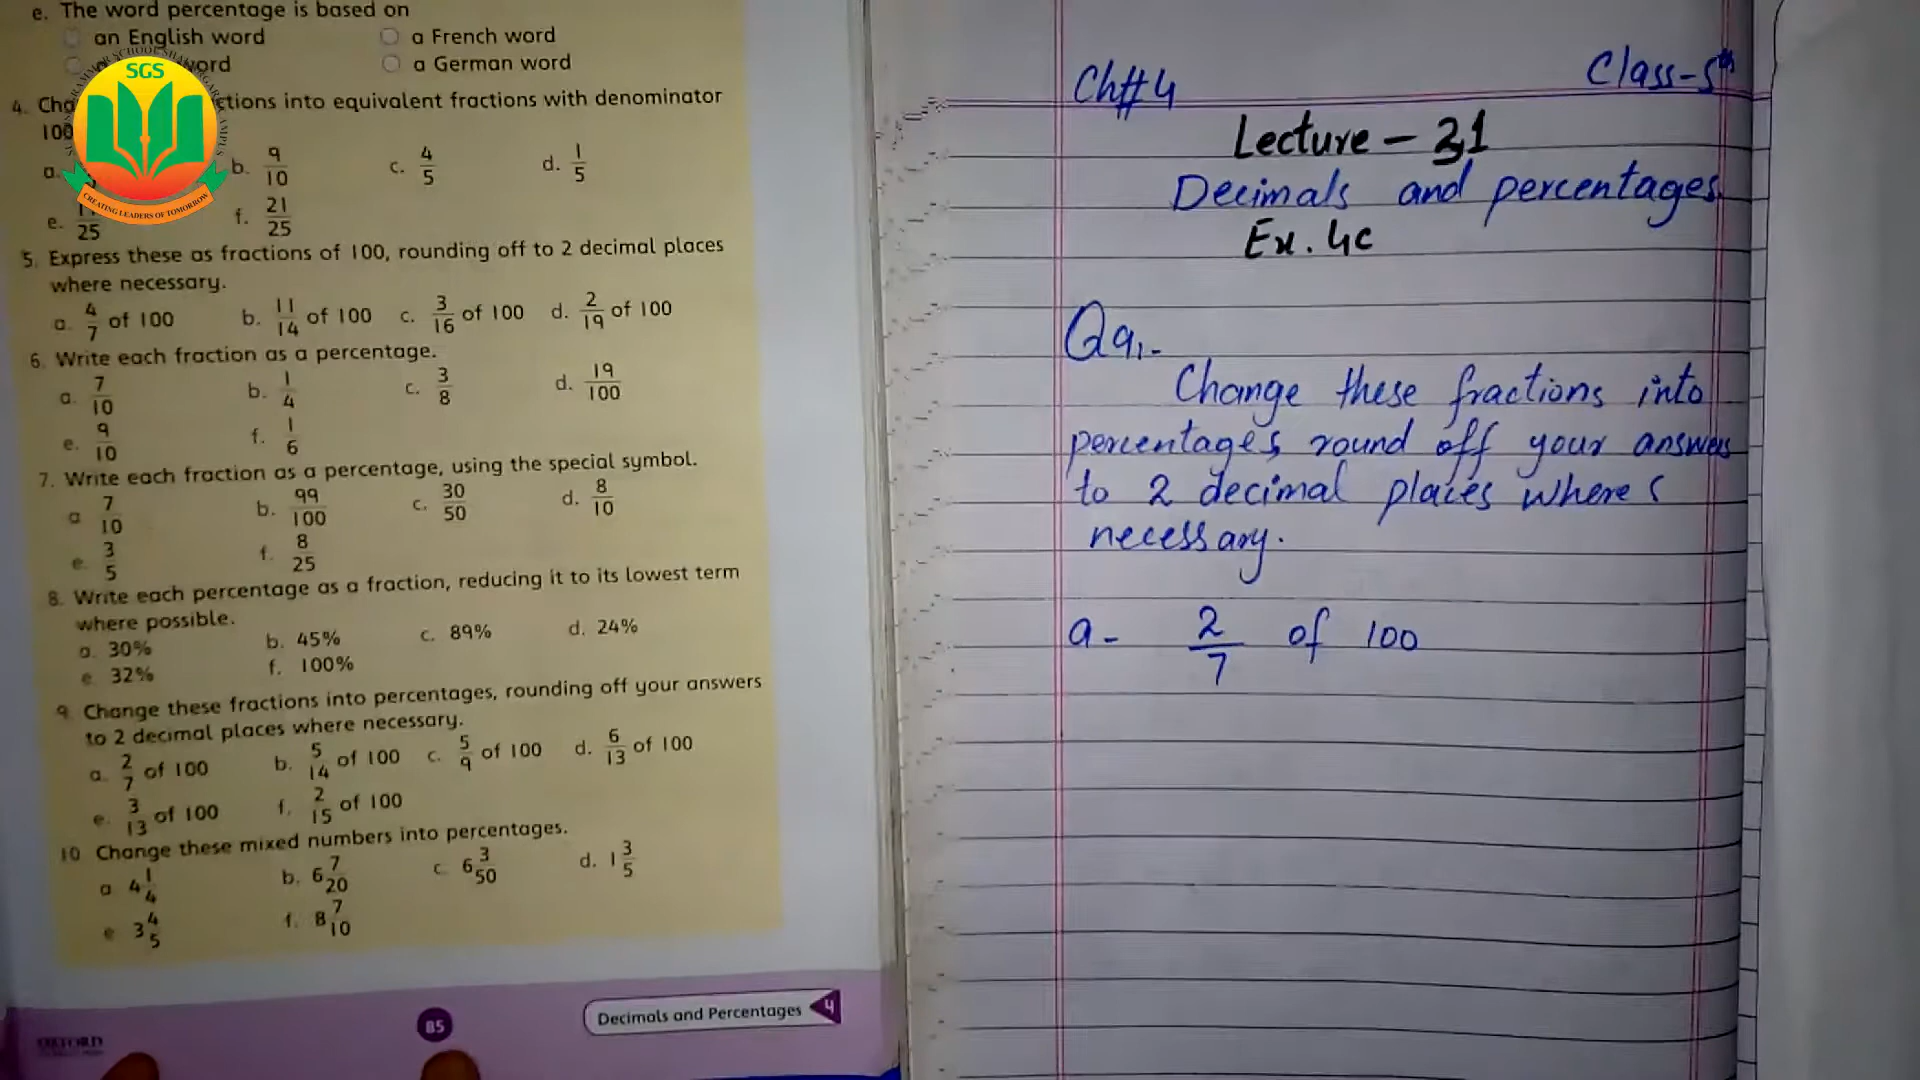 e. The word percentage is based on
an English word a French word
word a German word
4. ctions into equivalent fractions with denominator
100
a. b. 9/10 c. 4/5 d. 1/5
e. 25 f. 21/25
5. Express these as fractions of 100, rounding off to 2 decimal places
where necessary.
a. 4/7 of 100 b. 11/14 of 100 c. 3/16 of 100 d. 2/19 of 100
6. Write each fraction as a percentage.
a. 7/10 b. 1/4 c. 3/8 d. 19/100
e. 9/10 f. 1/6
7. Write each fraction as a percentage, using the special symbol.
a 7/10 b. 99/100 c. 30/50 d. 8/10
e. 3/5 f. 8/25
8. Write each percentage as a fraction, reducing it to its lowest term
where possible.
a. 30% b. 45% c. 89% d. 24%
e 32% f. 100%
9. Change these fractions into percentages, rounding off your answers
to 2 decimal places where necessary.
a. 2/7 of 100 b. 5/14 of 100 c. 5/9 of 100 d. 6/13 of 100
e. 3/13 of 100 f. 2/15 of 100
10 Change these mixed numbers into percentages.
a 4 1/4 b. 6 7/20 c 6 3/50 d. 1 3/5
e 3 4/5 f. 8 7/10
OXFORD
85
Decimals and Percentages 4
SGS
CREATING LEADERS OF TOMORROW
Ch#4 Class-5th
Lecture - 31
Decimals and percentages
Ex. 4c
Q9,-
Change these fractions into
percentages, round off your answers
to 2 decimal places where
necessary.
a- 2/7 of 100